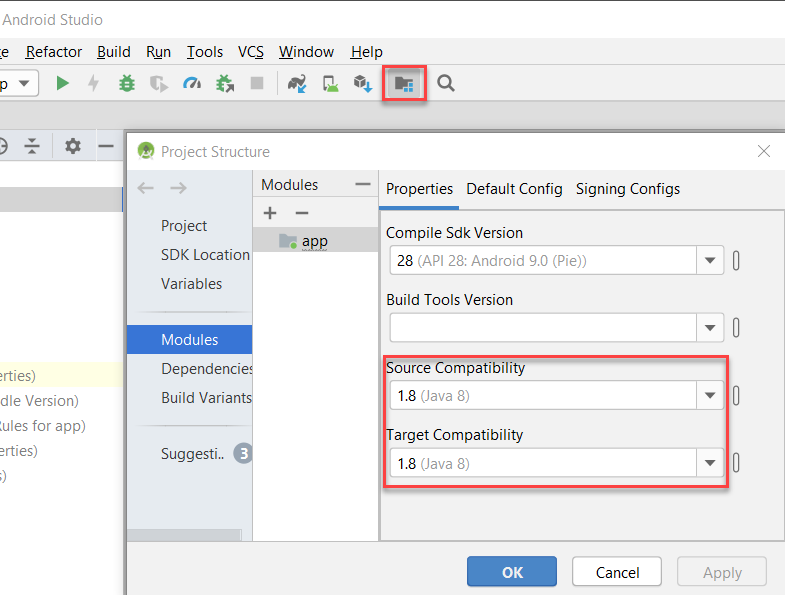 Android Studio
e Refactor Build Run Tools VCS Window Help
p
Project Structure
Modules
Properties Default Config Signing Configs
Project
SDK Location
Variables
Modules
Dependencies
Build Variants
Suggesti.. 3
app
Compile Sdk Version
28 (API 28: Android 9.0 (Pie))
Build Tools Version
Source Compatibility
1.8 (Java 8)
Target Compatibility
1.8 (Java 8)
erties)
dle Version)
Rules for app)
erties)
s)
OK Cancel Apply